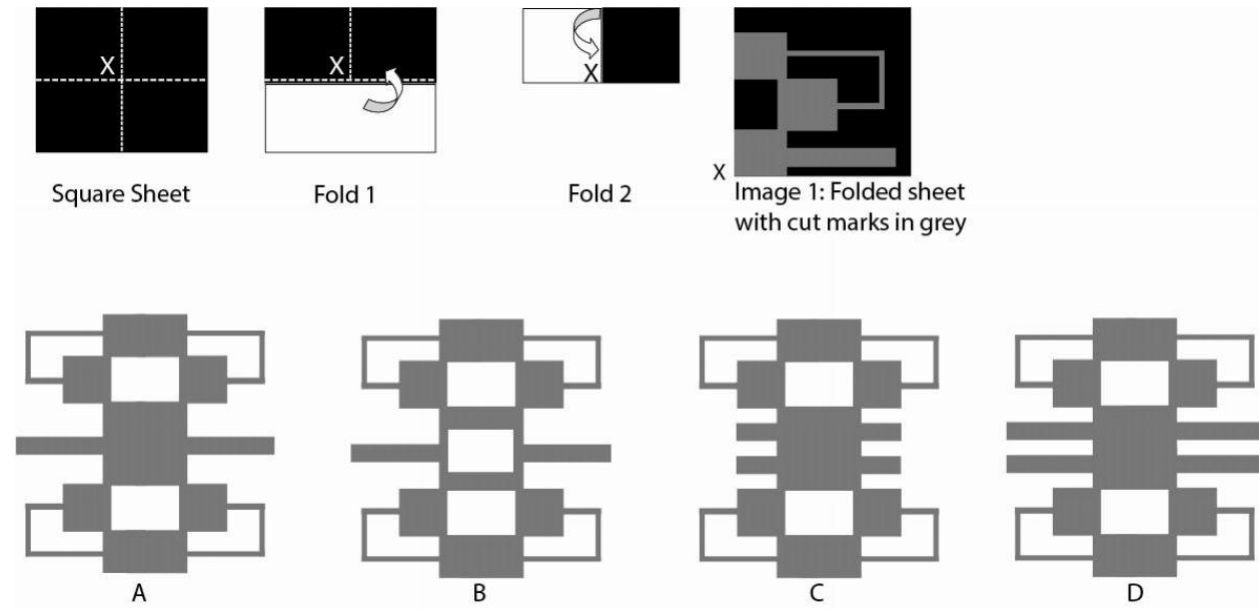 X
X
X
X
Square Sheet
Fold 1
Fold 2
Image 1: Folded sheet
with cut marks in grey
A
B
C
D